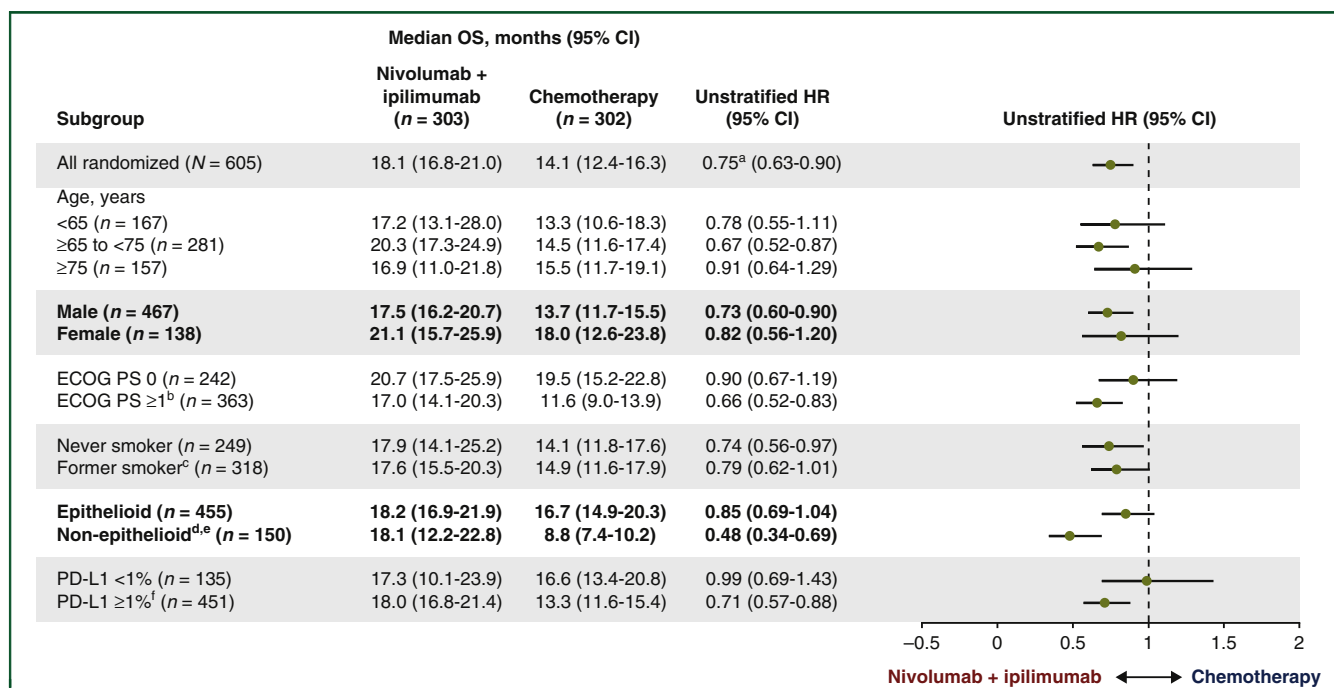 Median OS, months (95% CI)
Subgroup Nivolumab + ipilimumab (n = 303) Chemotherapy (n = 302) Unstratified HR (95% CI) Unstratified HR (95% CI)
All randomized (N = 605) 18.1 (16.8-21.0) 14.1 (12.4-16.3) 0.75a (0.63-0.90)
Age, years
<65 (n = 167) 17.2 (13.1-28.0) 13.3 (10.6-18.3) 0.78 (0.55-1.11)
≥65 to <75 (n = 281) 20.3 (17.3-24.9) 14.5 (11.6-17.4) 0.67 (0.52-0.87)
≥75 (n = 157) 16.9 (11.0-21.8) 15.5 (11.7-19.1) 0.91 (0.64-1.29)
Male (n = 467) 17.5 (16.2-20.7) 13.7 (11.7-15.5) 0.73 (0.60-0.90)
Female (n = 138) 21.1 (15.7-25.9) 18.0 (12.6-23.8) 0.82 (0.56-1.20)
ECOG PS 0 (n = 242) 20.7 (17.5-25.9) 19.5 (15.2-22.8) 0.90 (0.67-1.19)
ECOG PS ≥1b (n = 363) 17.0 (14.1-20.3) 11.6 (9.0-13.9) 0.66 (0.52-0.83)
Never smoker (n = 249) 17.9 (14.1-25.2) 14.1 (11.8-17.6) 0.74 (0.56-0.97)
Former smokerc (n = 318) 17.6 (15.5-20.3) 14.9 (11.6-17.9) 0.79 (0.62-1.01)
Epithelioid (n = 455) 18.2 (16.9-21.9) 16.7 (14.9-20.3) 0.85 (0.69-1.04)
Non-epithelioidd,e (n = 150) 18.1 (12.2-22.8) 8.8 (7.4-10.2) 0.48 (0.34-0.69)
PD-L1 <1% (n = 135) 17.3 (10.1-23.9) 16.6 (13.4-20.8) 0.99 (0.69-1.43)
PD-L1 ≥1%f (n = 451) 18.0 (16.8-21.4) 13.3 (11.6-15.4) 0.71 (0.57-0.88)
−0.5 0 0.5 1 1.5 2
Nivolumab + ipilimumab ⟷ Chemotherapy